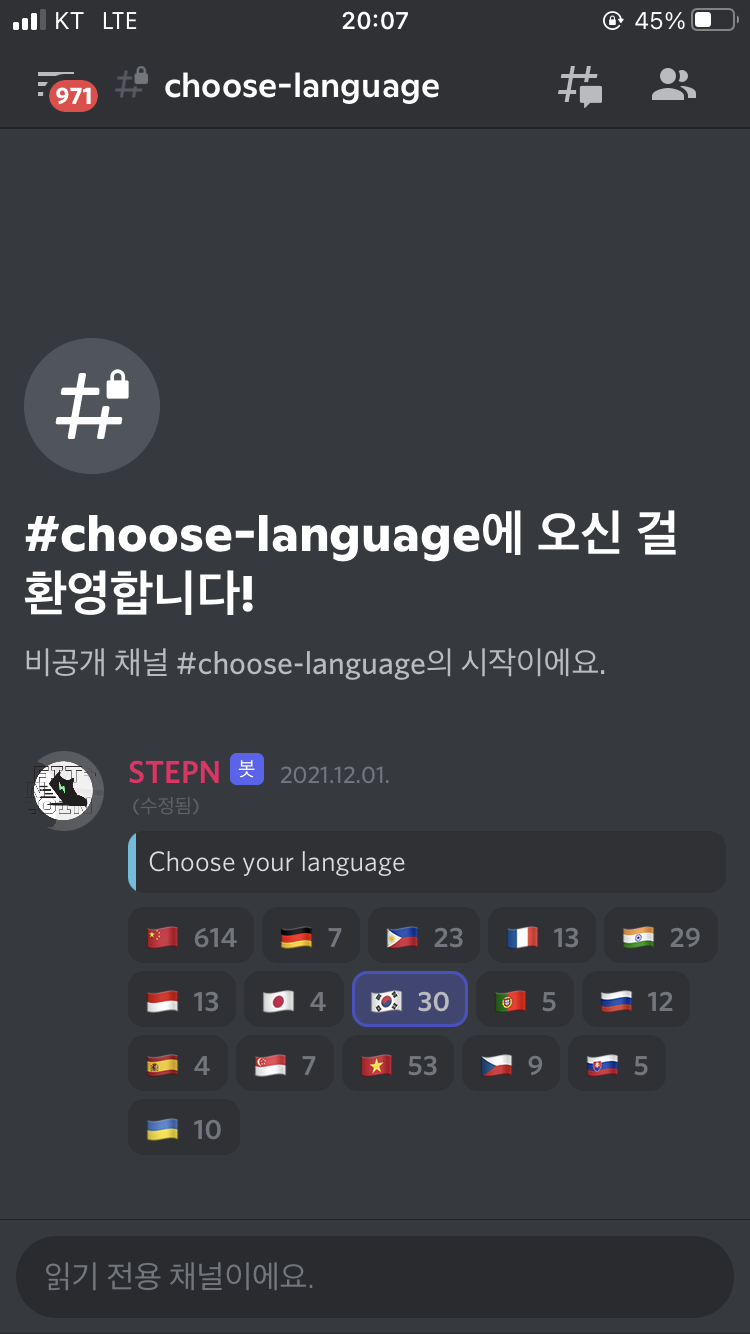 KT LTE 20:07 45%
971 choose-language
#choose-language에 오신 걸
환영합니다!
비공개 채널 #choose-language의 시작이에요.
STEPN 봇 2021.12.01.
(수정됨)
Choose your language
614 7 23 13 29
13 4 30 5 12
4 7 53 9 5
10
읽기 전용 채널이에요.